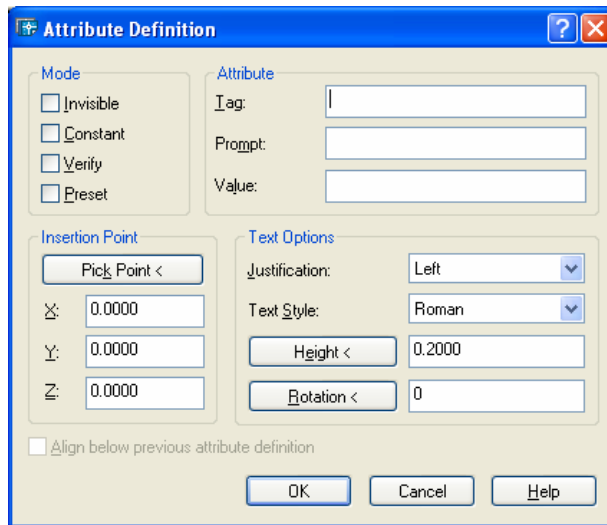 Attribute Definition
Mode
Invisible
Constant
Verify
Preset
Attribute
Tag:
Prompt:
Value:
Insertion Point
Pick Point <
X: 0.0000
Y: 0.0000
Z: 0.0000
Text Options
Justification: Left
Text Style: Roman
Height < 0.2000
Rotation < 0
Align below previous attribute definition
OK Cancel Help